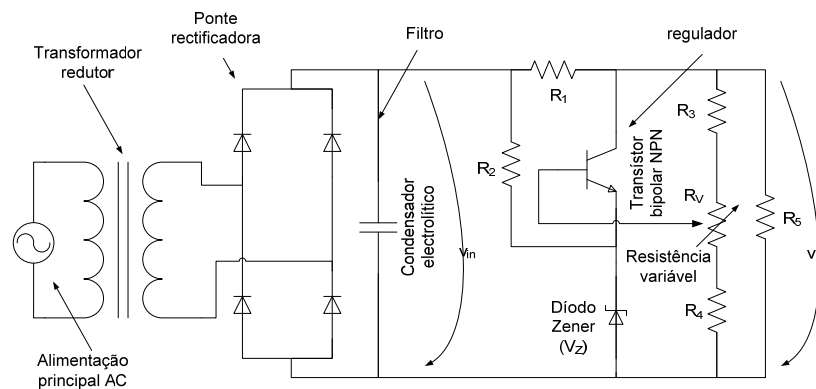 Ponte
rectificadora
Transformador
redutor
Filtro
regulador
R1
R2
R3
Transístor
bipolar NPN
RV
R5
Condensador
electrolítico
vin
Resistência
variável
v
Díodo
Zener
(VZ)
R4
Alimentação
principal AC